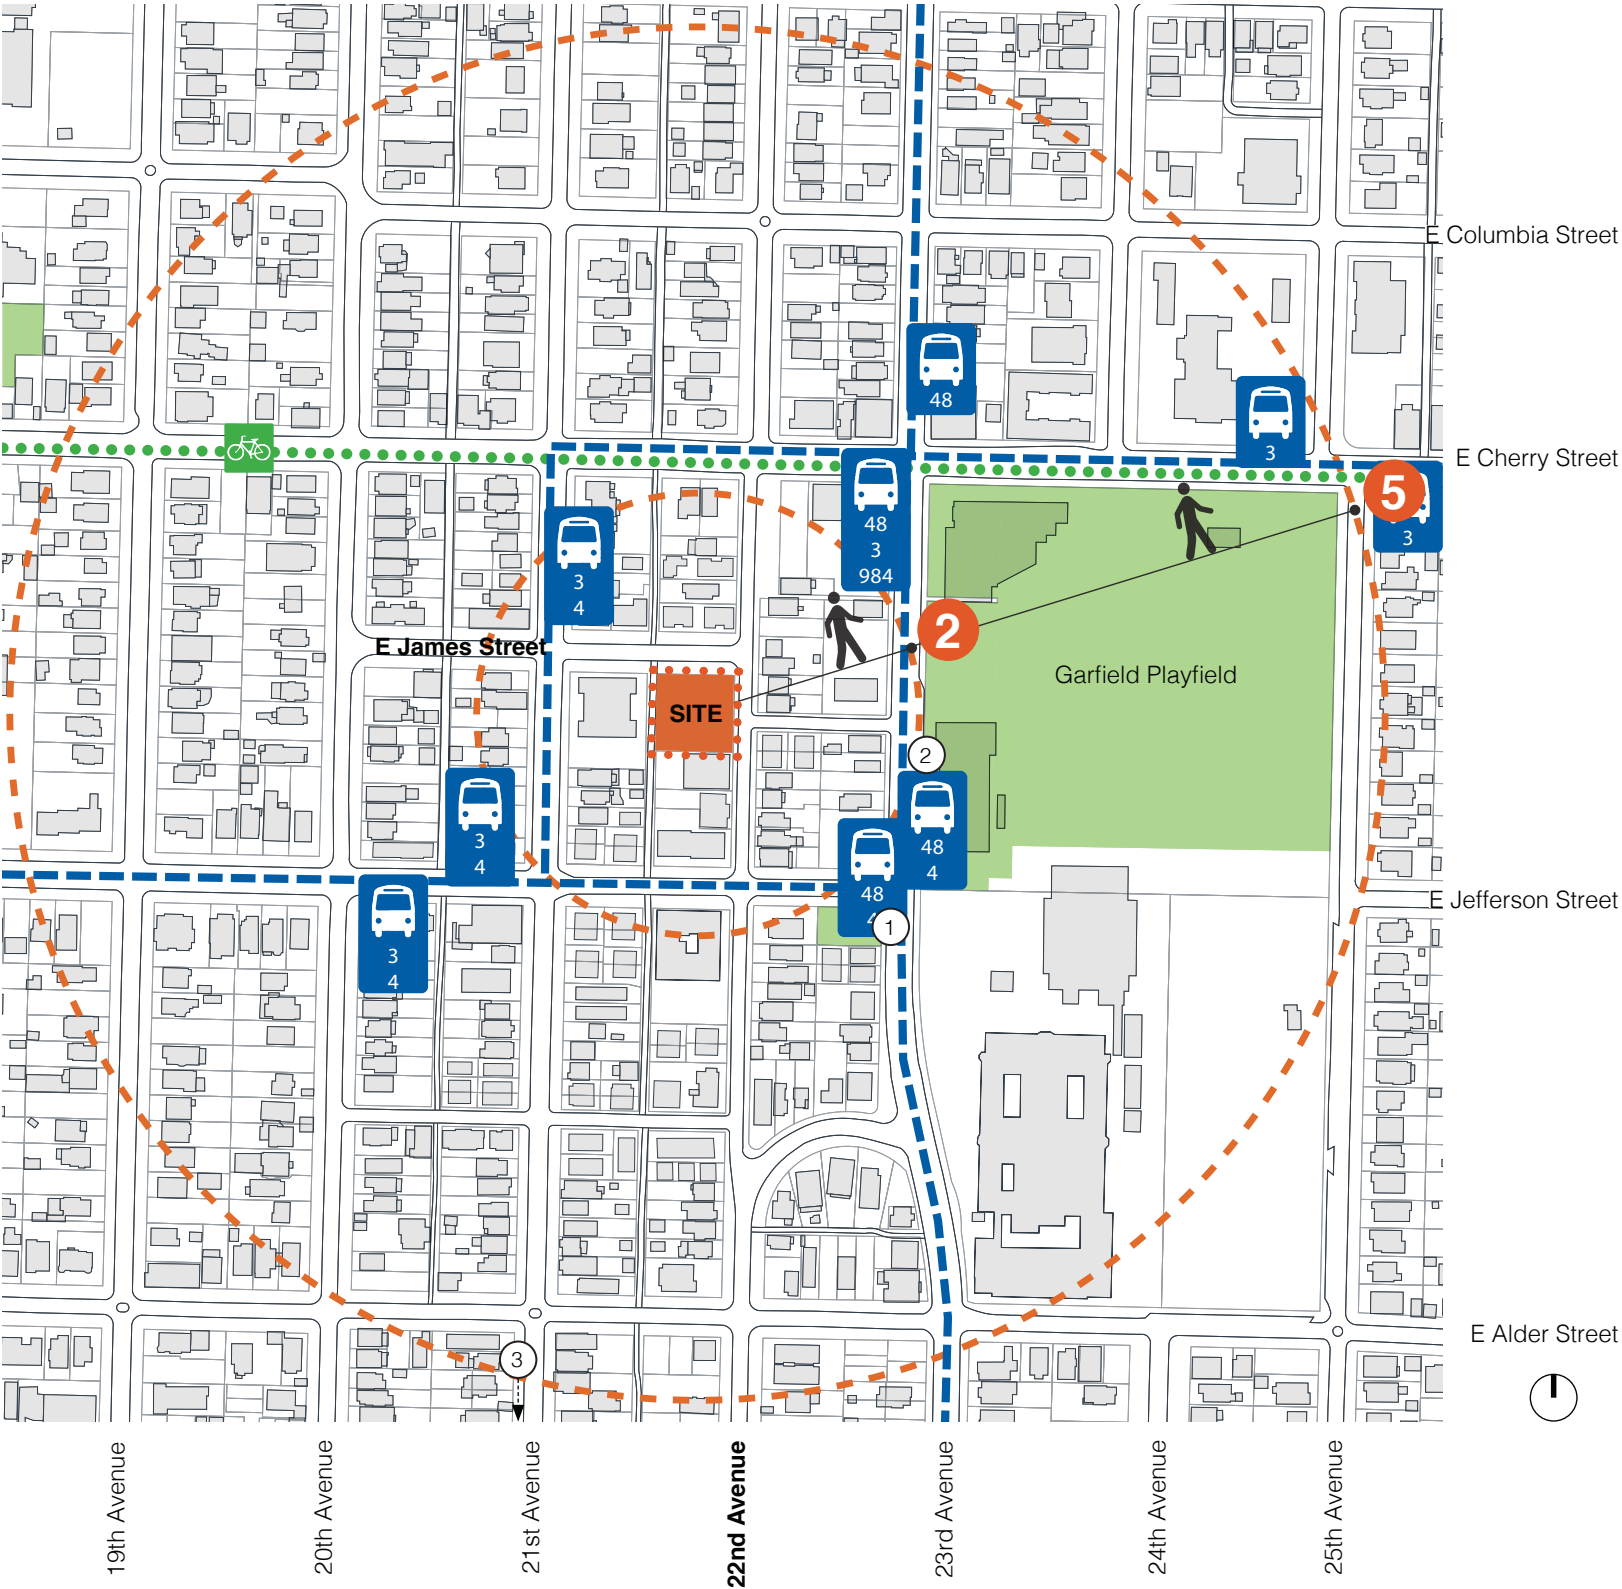 E Columbia Street
48
3
E Cherry Street
48
3
984
5
3
3
4
2
E James Street
Garfield Playfield
SITE
2
3
4
48
4
48
4
1
3
4
E Jefferson Street
E Alder Street
3
19th Avenue
20th Avenue
21st Avenue
22nd Avenue
23rd Avenue
24th Avenue
25th Avenue